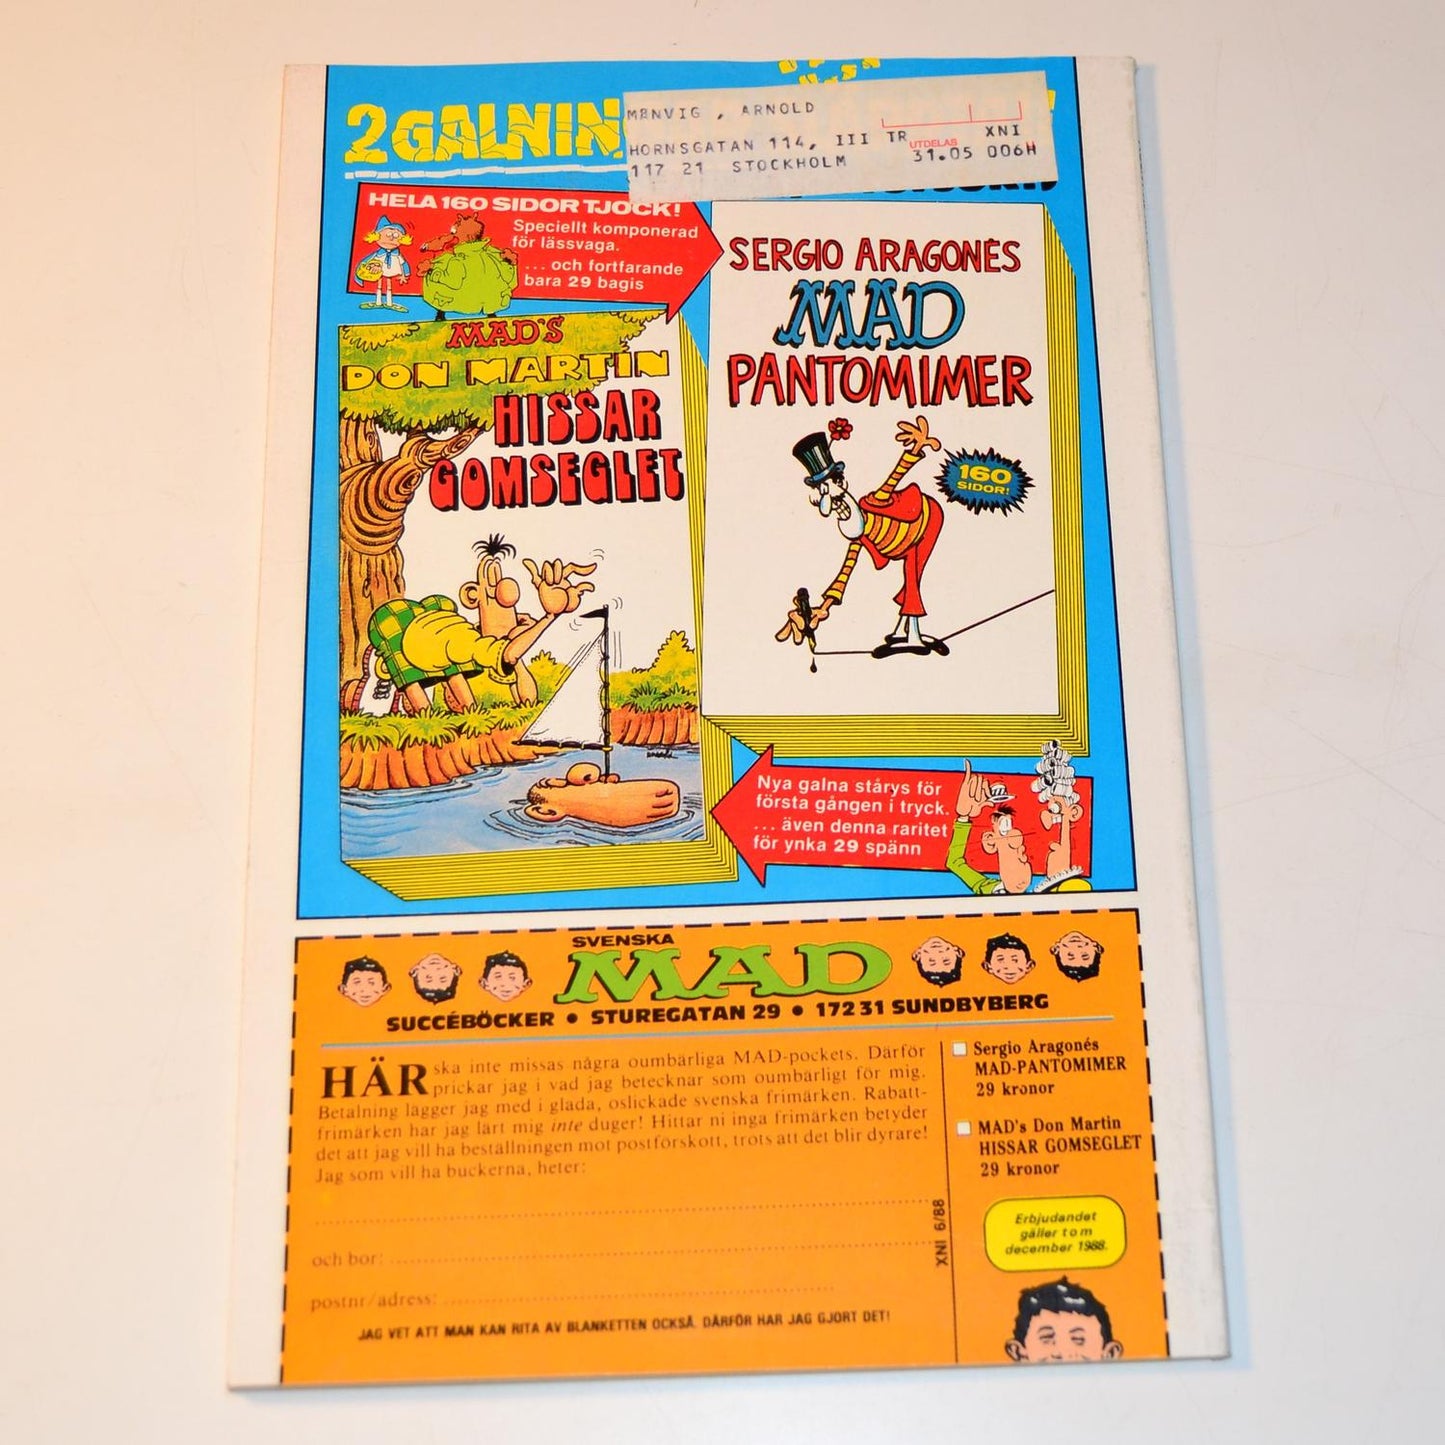 2 GALNIN
MØNVIG , ARNOLD
HORNSGATAN 114, III TR
117 21 STOCKHOLM
UTDELAS
XNI
31.05 006H
HELA 160 SIDOR TJOCK!
Speciellt komponerad
för lässvaga.
... och fortfarande
bara 29 bagis
SERGIO ARAGONÉS
MAD
PANTOMIMER
160
SIDOR!
MAD'S
DON MARTIN
HISSAR
GOMSEGLET
Nya galna stårys för
första gången i tryck.
... även denna raritet
för ynka 29 spänn
SVENSKA
MAD
SUCCÉBÖCKER • STUREGATAN 29 • 172 31 SUNDBYBERG
HÄR ska inte missas några oumbärliga MAD-pockets. Därför
prickar jag i vad jag betecknar som oumbärligt för mig.
Betalning lägger jag med i glada, oslickade svenska frimärken. Rabatt-
frimärken har jag lärt mig inte duger! Hittar ni inga frimärken betyder
det att jag vill ha beställningen mot postförskott, trots att det blir dyrare!
Jag som vill ha buckerna, heter:
och bor:
postnr/adress:
JAG VET ATT MAN KAN RITA AV BLANKETTEN OCKSÅ. DÄRFÖR HAR JAG GJORT DET!
XNI 6/88
Sergio Aragonés
MAD-PANTOMIMER
29 kronor
MAD's Don Martin
HISSAR GOMSEGLET
29 kronor
Erbjudandet
gäller t o m
december 1988.